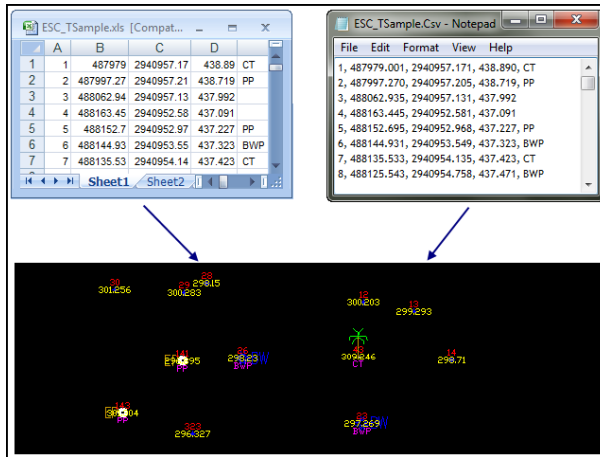 ESC_TSample.xls [Compat...
A B C D
1 1 487979 2940957.17 438.89 CT
2 2 487997.27 2940957.21 438.719 PP
3 3 488062.94 2940957.13 437.992
4 4 488163.45 2940952.58 437.091
5 5 488152.7 2940952.97 437.227 PP
6 6 488144.93 2940953.55 437.323 BWP
7 7 488135.53 2940954.14 437.423 CT
Sheet1 Sheet2
ESC_TSample.Csv - Notepad
File Edit Format View Help
1, 487979.001, 2940957.171, 438.890, CT
2, 487997.270, 2940957.205, 438.719, PP
3, 488062.935, 2940957.131, 437.992
4, 488163.445, 2940952.581, 437.091
5, 488152.695, 2940952.968, 437.227, PP
6, 488144.931, 2940953.549, 437.323, BWP
7, 488135.533, 2940954.135, 437.423, CT
8, 488125.543, 2940954.758, 437.471, BWP
30
301.256
29
300.283
28
298.15
12
300.203
13
299.293
141
PP
26
298.23
BWP
43
309.246
CT
14
298.71
143
PP
323
296.327
23
297.269
BWP